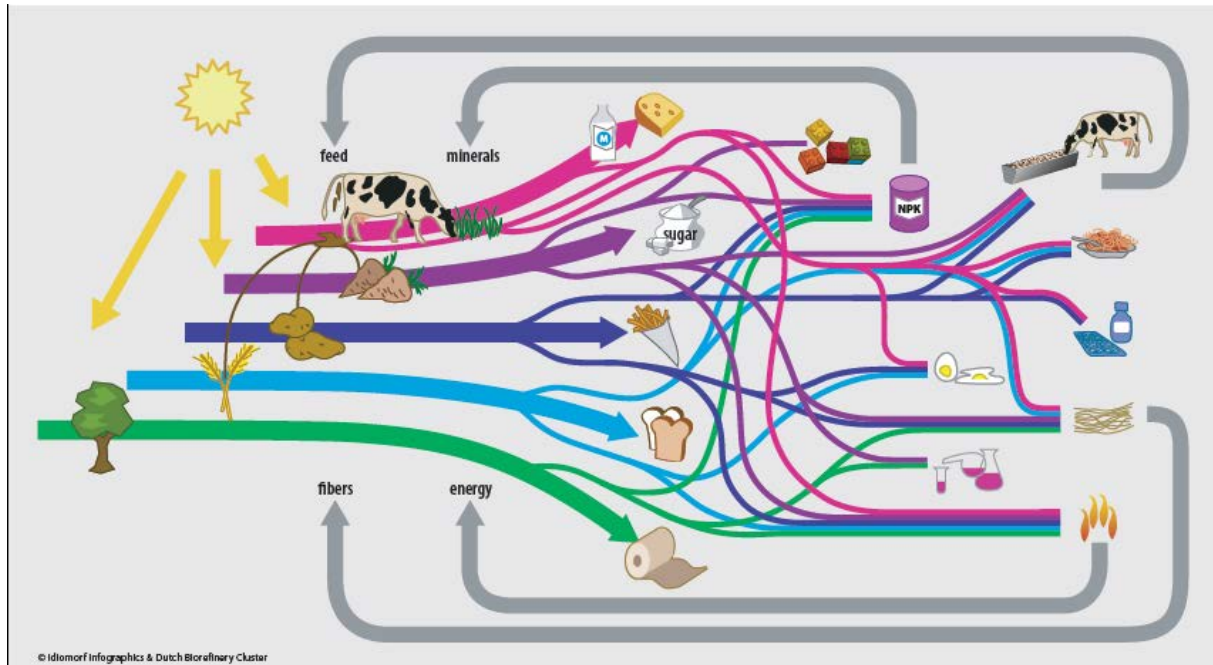 feed
minerals
M
NPK
sugar
fibers
energy
© Idiomorf Infographics & Dutch Biorefinery Cluster